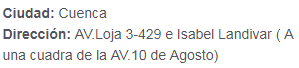 Ciudad: Cuenca
Dirección: AV.Loja 3-429 e Isabel Landivar ( A
una cuadra de la AV.10 de Agosto)